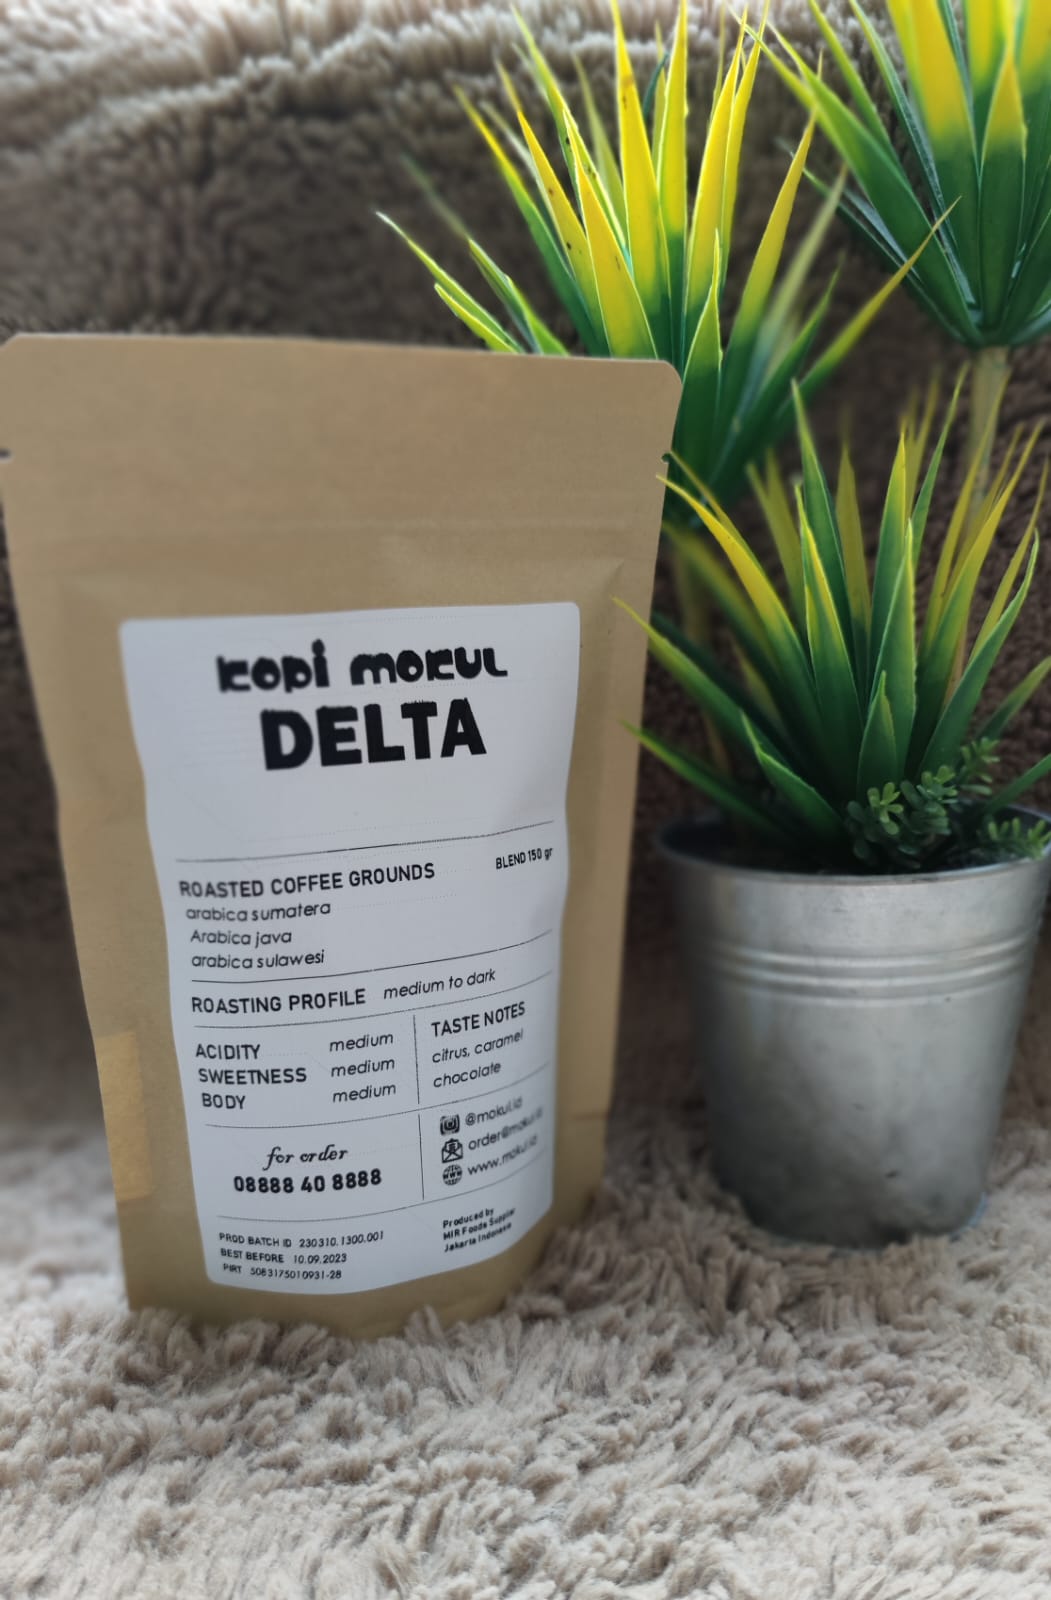 kopi mokul
DELTA
ROASTED COFFEE GROUNDS
BLEND 150 gr
arabica sumatera
Arabica java
arabica sulawesi
ROASTING PROFILE medium to dark
ACIDITY medium
SWEETNESS medium
BODY medium
TASTE NOTES
citrus, caramel
chocolate
for order
08888 40 8888
@mokul.id
order@mokul.id
www.mokul.id
PROD BATCH ID 230310.1300.001
BEST BEFORE 10.09.2023
PIRT 5083175010931-28
Produced by
MIR Foods Supplier
Jakarta Indonesia